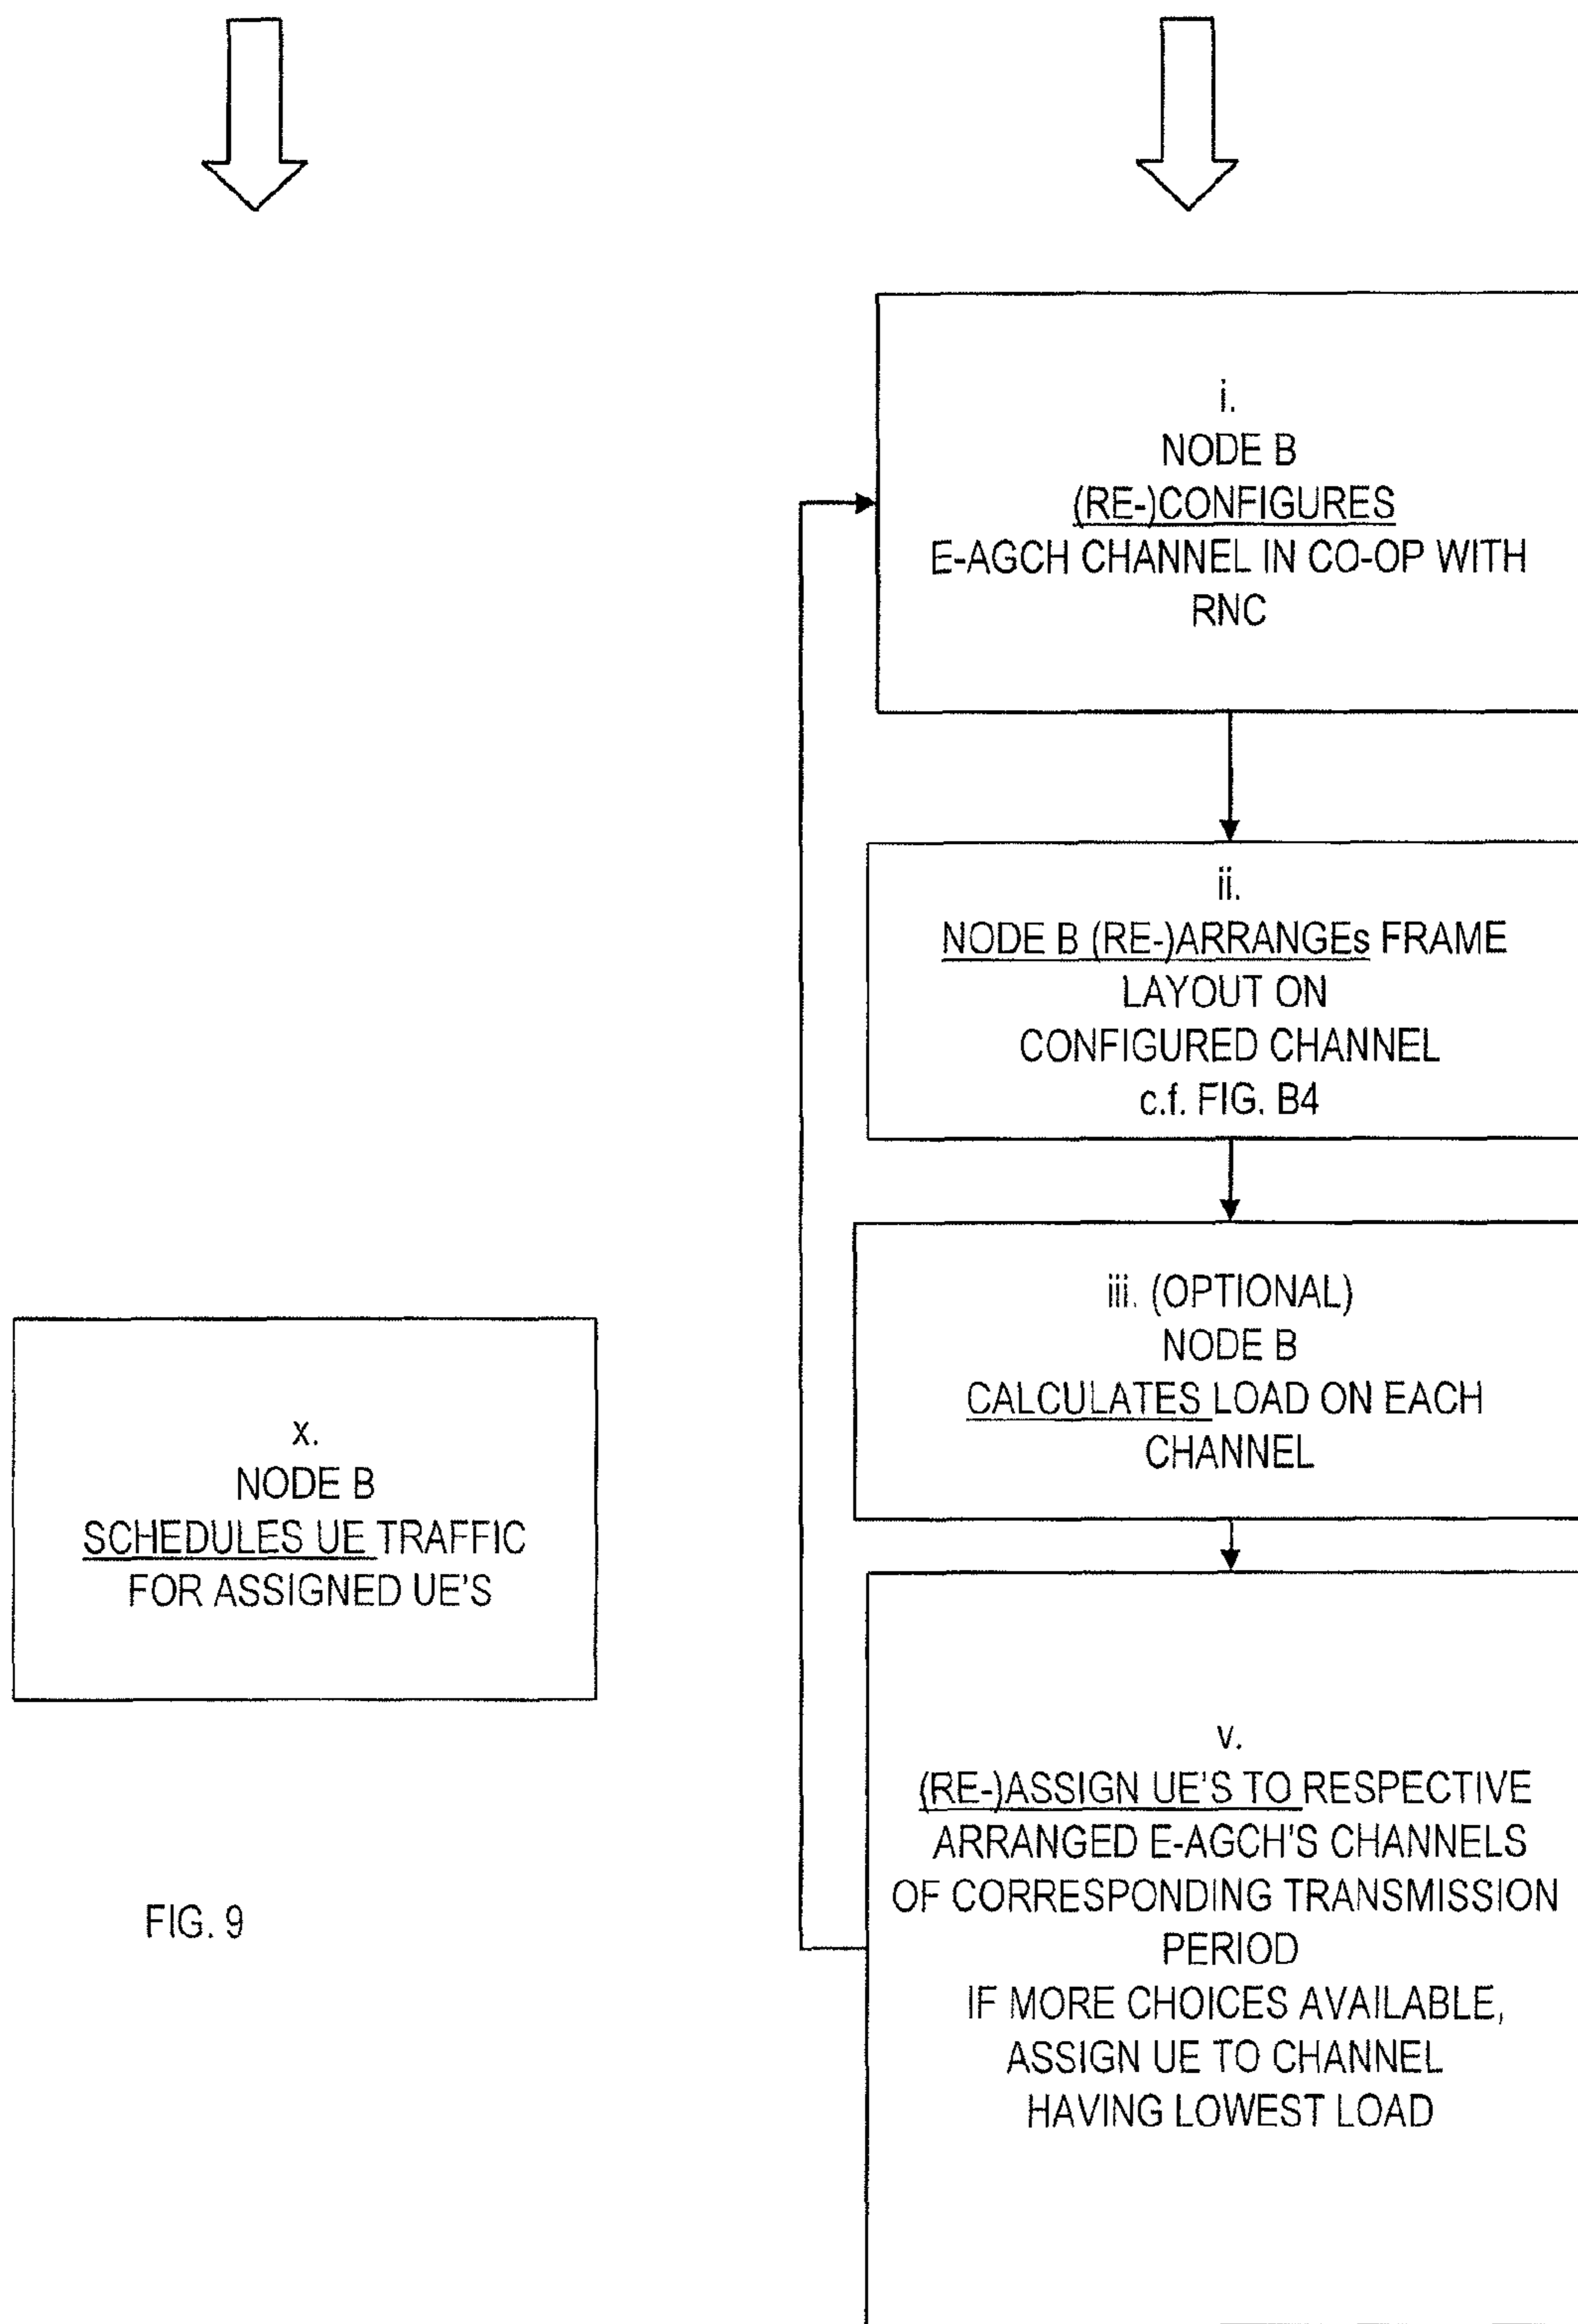 i.
NODE B
(RE-)CONFIGURES
E-AGCH CHANNEL IN CO-OP WITH
RNC
ii.
NODE B (RE-)ARRANGEs FRAME
LAYOUT ON
CONFIGURED CHANNEL
c.f. FIG. B4
iii. (OPTIONAL)
NODE B
CALCULATES LOAD ON EACH
CHANNEL
x.
NODE B
SCHEDULES UE TRAFFIC
FOR ASSIGNED UE'S
v.
(RE-)ASSIGN UE'S TO RESPECTIVE
ARRANGED E-AGCH'S CHANNELS
OF CORRESPONDING TRANSMISSION
PERIOD
IF MORE CHOICES AVAILABLE,
ASSIGN UE TO CHANNEL
HAVING LOWEST LOAD
FIG. 9